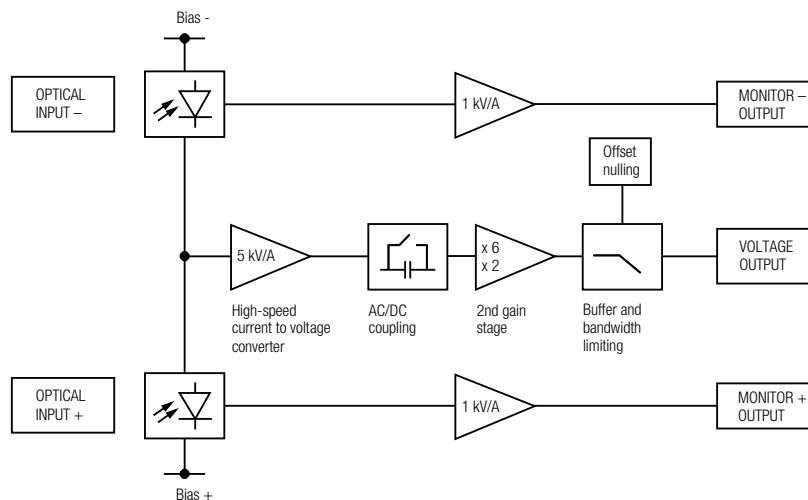 Bias -
OPTICAL
INPUT –
1 kV/A
MONITOR –
OUTPUT
Offset
nulling
5 kV/A
x 6
x 2
VOLTAGE
OUTPUT
High-speed
current to voltage
converter
AC/DC
coupling
2nd gain
stage
Buffer and
bandwidth
limiting
OPTICAL
INPUT +
1 kV/A
MONITOR +
OUTPUT
Bias +